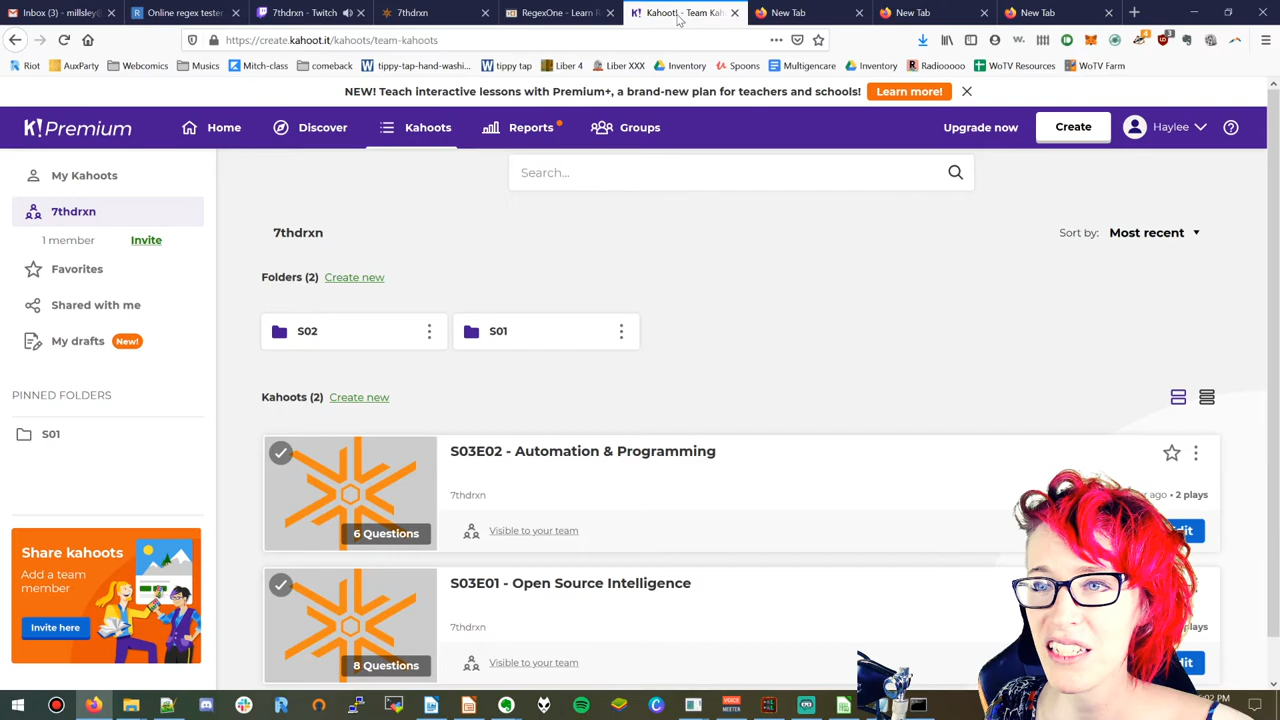 Inbox (3) - millsley@
Online regex tester
7thdrxn - Twitch
7thdrxn
RegexOne - Learn R
Kahoot! - Team Kah
New Tab
New Tab
New Tab
https://create.kahoot.it/kahoots/team-kahoots
Riot
AuxParty
Webcomics
Musics
Mitch-class
comeback
tippy-tap-hand-washi...
tippy tap
Liber 4
Liber XXX
Inventory
Spoons
Multigencare
Inventory
Radiooooo
WoTV Resources
WoTV Farm
NEW! Teach interactive lessons with Premium+, a brand-new plan for teachers and schools!
Learn more!
K!Premium
Home
Discover
Kahoots
Reports
Groups
Upgrade now
Create
Haylee
My Kahoots
7thdrxn
1 member
Invite
Favorites
Shared with me
My drafts
New!
PINNED FOLDERS
S01
Share kahoots
Add a team
member
Invite here
Search...
7thdrxn
Sort by:
Most recent
Folders (2)
Create new
S02
S01
Kahoots (2)
Create new
S03E02 - Automation & Programming
7thdrxn
ago • 2 plays
6 Questions
Visible to your team
S03E01 - Open Source Intelligence
7thdrxn
plays
8 Questions
Visible to your team